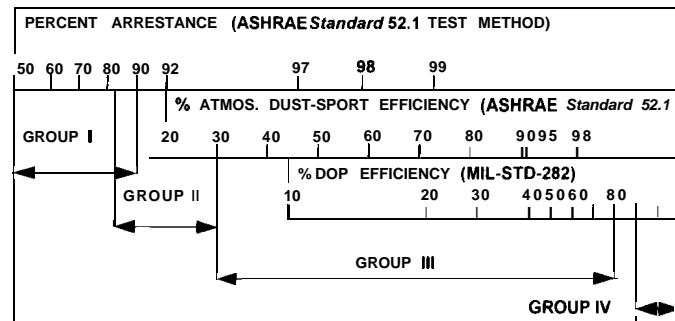 PERCENT ARRESTANCE (ASHRAE Standard 52.1 TEST METHOD)
50 60 70 80 90 92 97 98 99
% ATMOS. DUST-SPORT EFFICIENCY (ASHRAE Standard 52.1
GROUP I
20 30 40 50 60 70 80 90 95 98
% DOP EFFICIENCY (MIL-STD-282)
GROUP II
10 20 30 40 50 60 80
GROUP III
GROUP IV